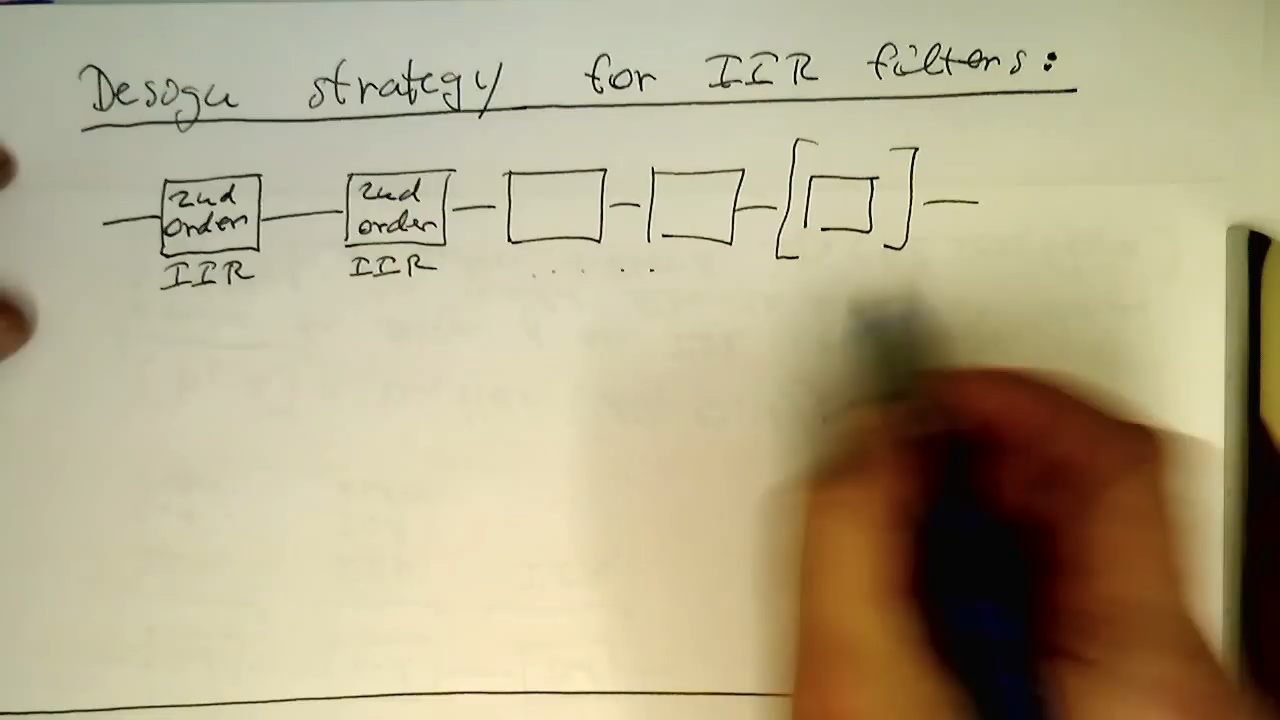 Desogu strategy for IIR filters:
2nd order 2nd order
IIR IIR ......